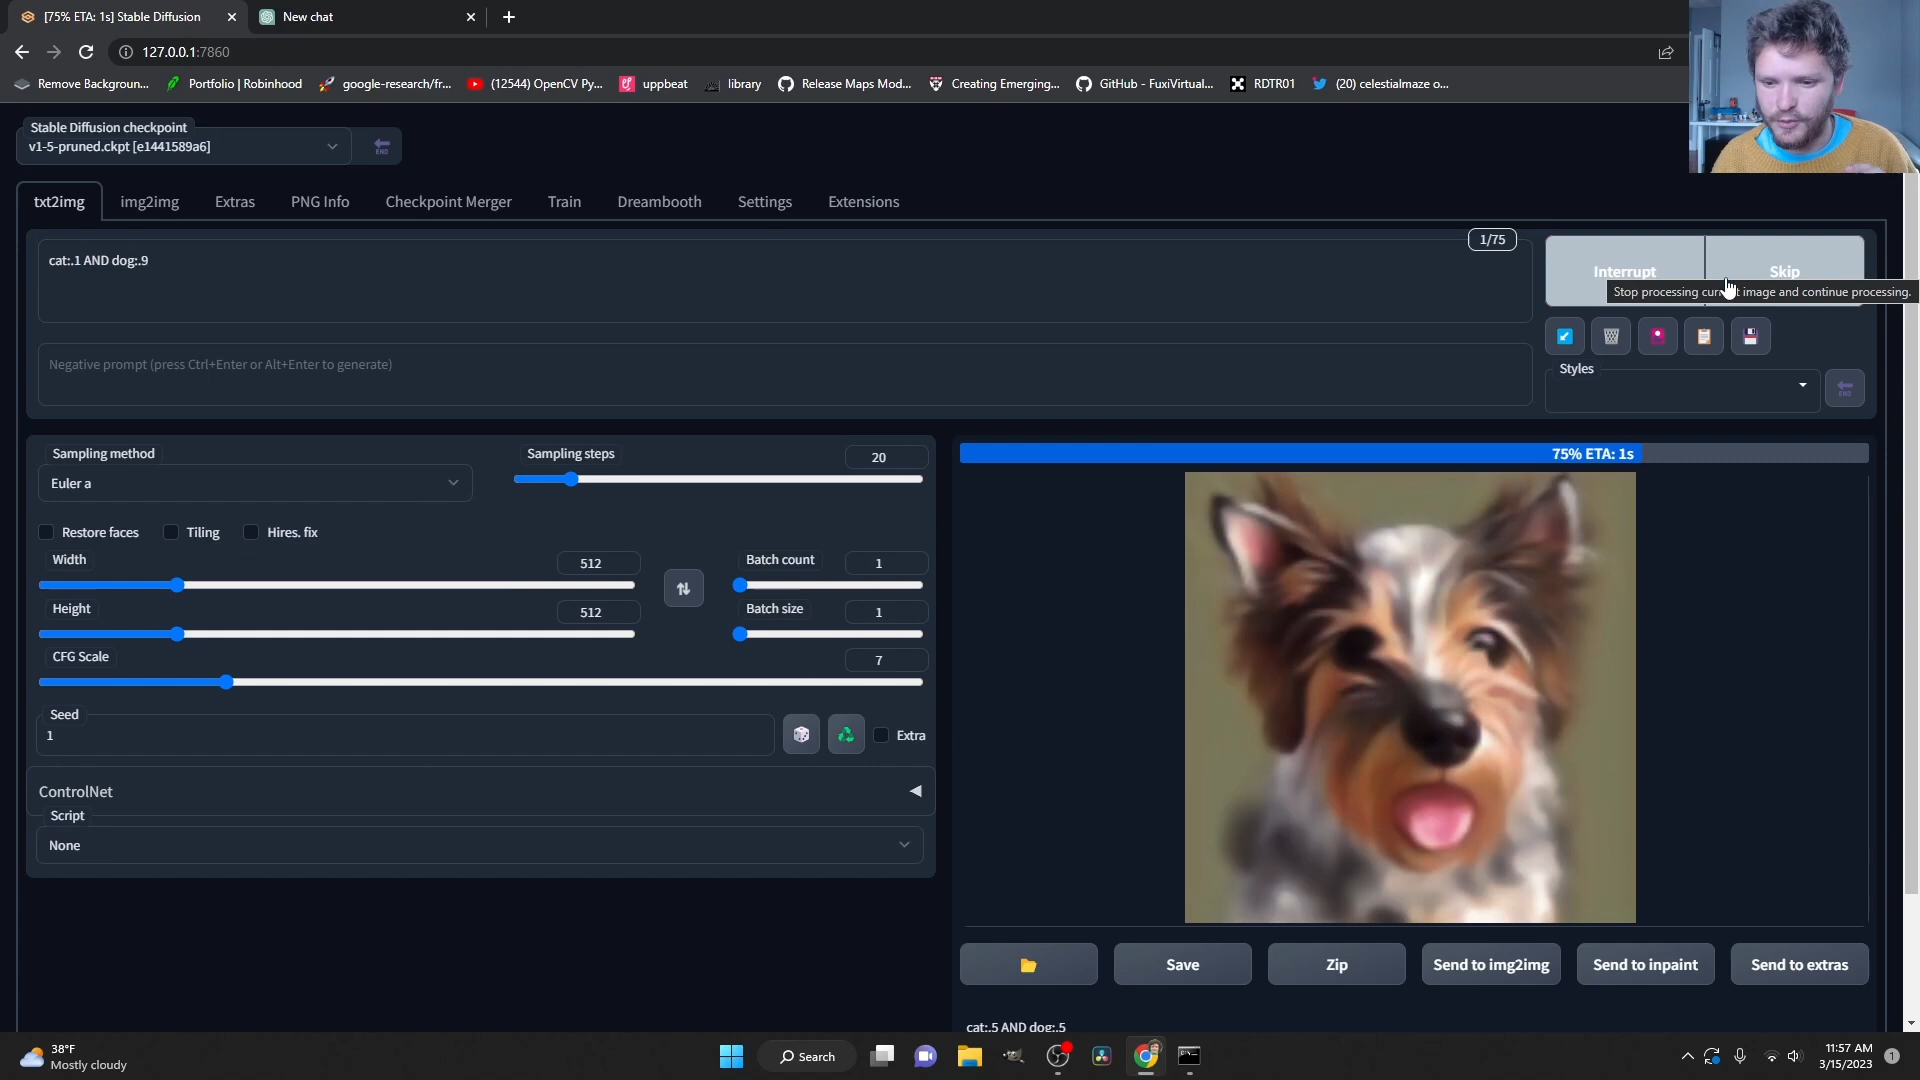 [75% ETA: 1s] Stable Diffusion
New chat
127.0.0.1:7860
Remove Backgroun...
Portfolio | Robinhood
google-research/fr...
(12544) OpenCV Py...
uppbeat
library
Release Maps Mod...
Creating Emerging...
GitHub - FuxiVirtual...
RDTR01
(20) celestialmaze o...
Stable Diffusion checkpoint
v1-5-pruned.ckpt [e1441589a6]
txt2img
img2img
Extras
PNG Info
Checkpoint Merger
Train
Dreambooth
Settings
Extensions
1/75
cat:.1 AND dog:.9
Interrupt
Skip
Stop processing current image and continue processing.
Negative prompt (press Ctrl+Enter or Alt+Enter to generate)
Styles
Sampling method
Euler a
Sampling steps
20
75% ETA: 1s
Restore faces
Tiling
Hires. fix
Width
512
Batch count
1
Height
512
Batch size
1
CFG Scale
7
Seed
1
Extra
ControlNet
Script
None
Save
Zip
Send to img2img
Send to inpaint
Send to extras
cat:.5 AND dog:.5
38°F
Mostly cloudy
Search
11:57 AM
3/15/2023
1